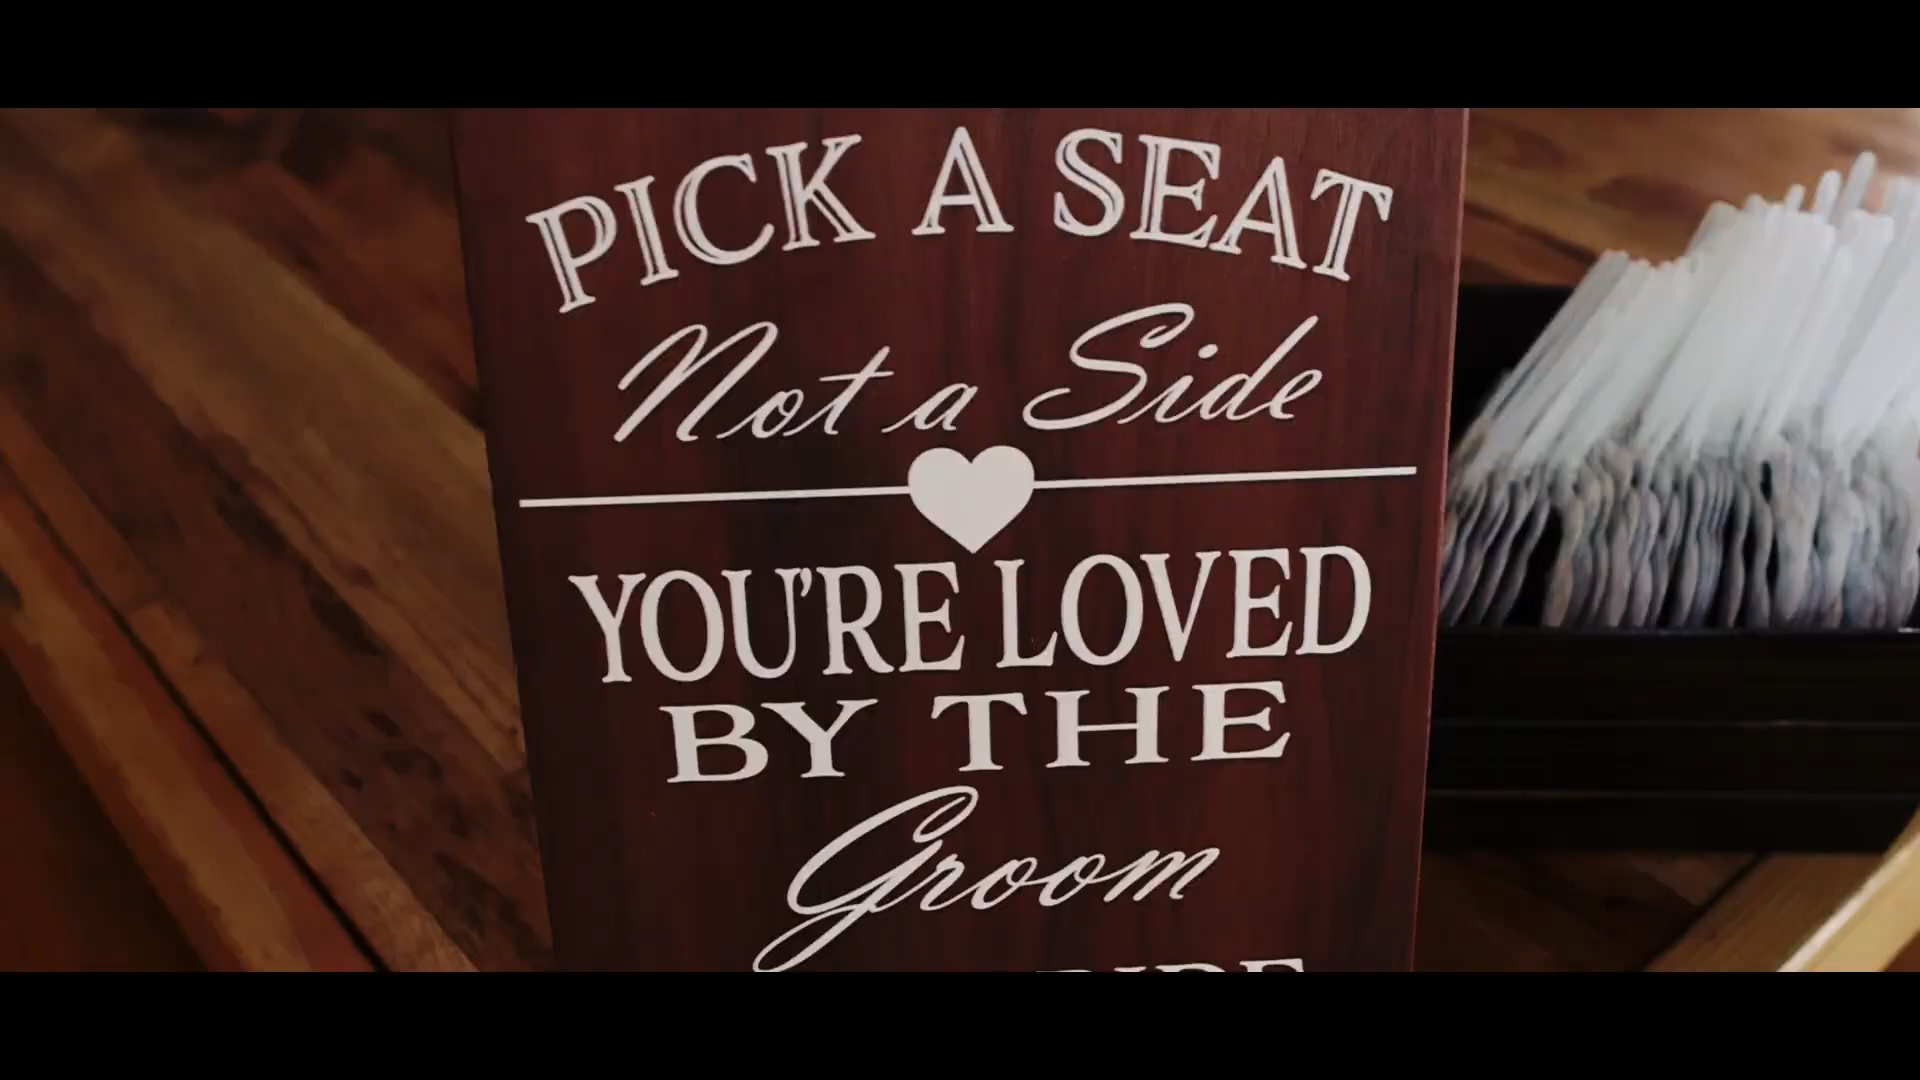 PICK A SEAT
Not a Side
YOU'RE LOVED
BY THE
Groom